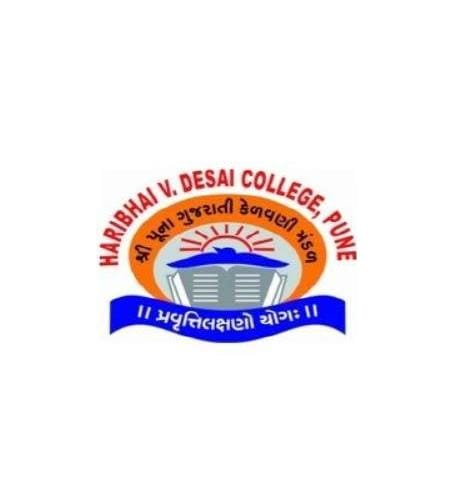 HARIBHAI V. DESAI COLLEGE, PUNE
શ્રી પૂના ગુજરાતી કેળવણી મંડળ
॥ પ્રવૃત્તિલક્ષણો યોગઃ ॥